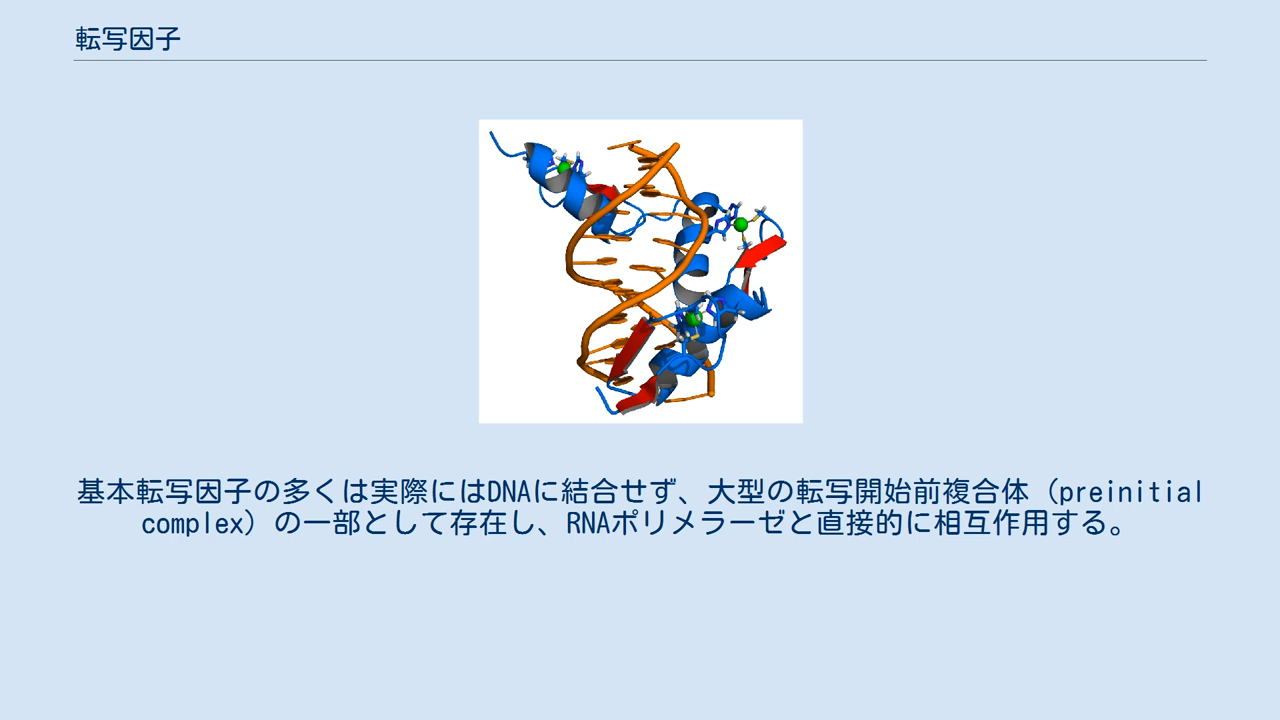 転写因子
基本転写因子の多くは実際にはDNAに結合せず、大型の転写開始前複合体（preinitial
complex）の一部として存在し、RNAポリメラーゼと直接的に相互作用する。